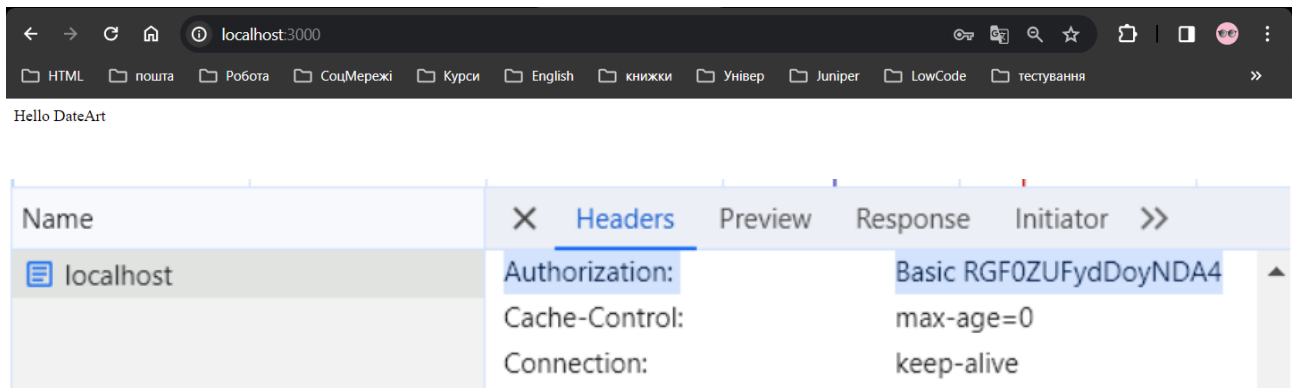 localhost:3000
HTML пошта Робота СоцМережі Курси English книжки Універ Juniper LowCode тестування »
Hello DateArt
Name
Headers Preview Response Initiator
localhost
Authorization: Basic RGF0ZUFydDoyNDA4
Cache-Control: max-age=0
Connection: keep-alive